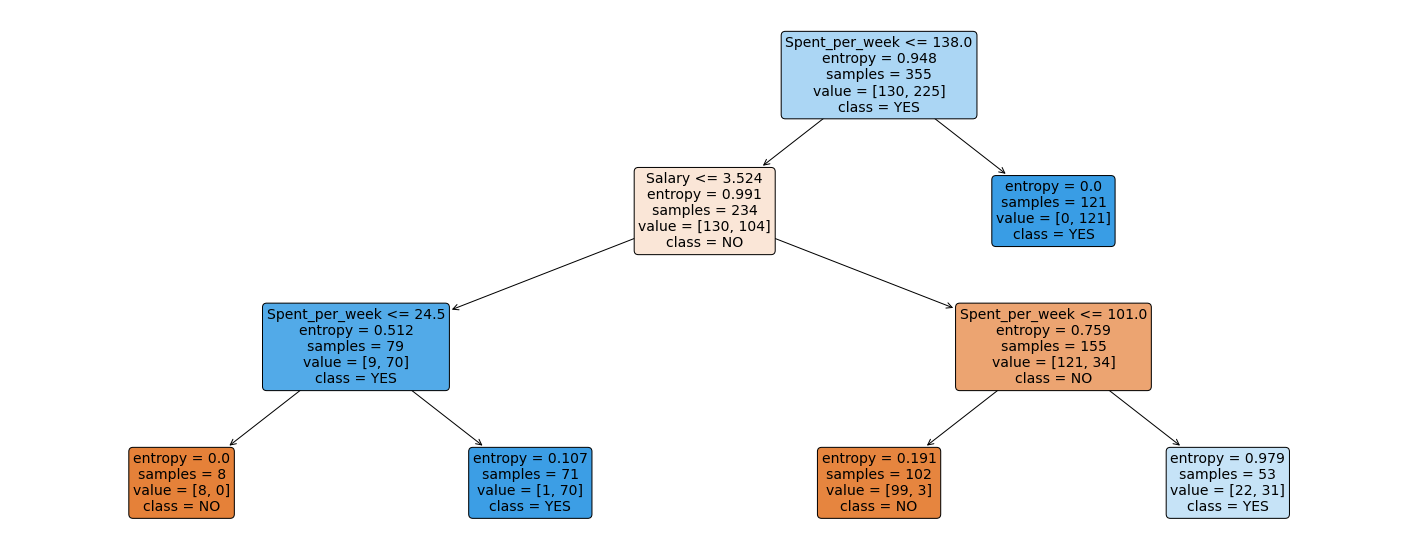 Spent_per_week <= 138.0
entropy = 0.948
samples = 355
value = [130, 225]
class = YES
Salary <= 3.524
entropy = 0.991
samples = 234
value = [130, 104]
class = NO
entropy = 0.0
samples = 121
value = [0, 121]
class = YES
Spent_per_week <= 24.5
entropy = 0.512
samples = 79
value = [9, 70]
class = YES
Spent_per_week <= 101.0
entropy = 0.759
samples = 155
value = [121, 34]
class = NO
entropy = 0.0
samples = 8
value = [8, 0]
class = NO
entropy = 0.107
samples = 71
value = [1, 70]
class = YES
entropy = 0.191
samples = 102
value = [99, 3]
class = NO
entropy = 0.979
samples = 53
value = [22, 31]
class = YES